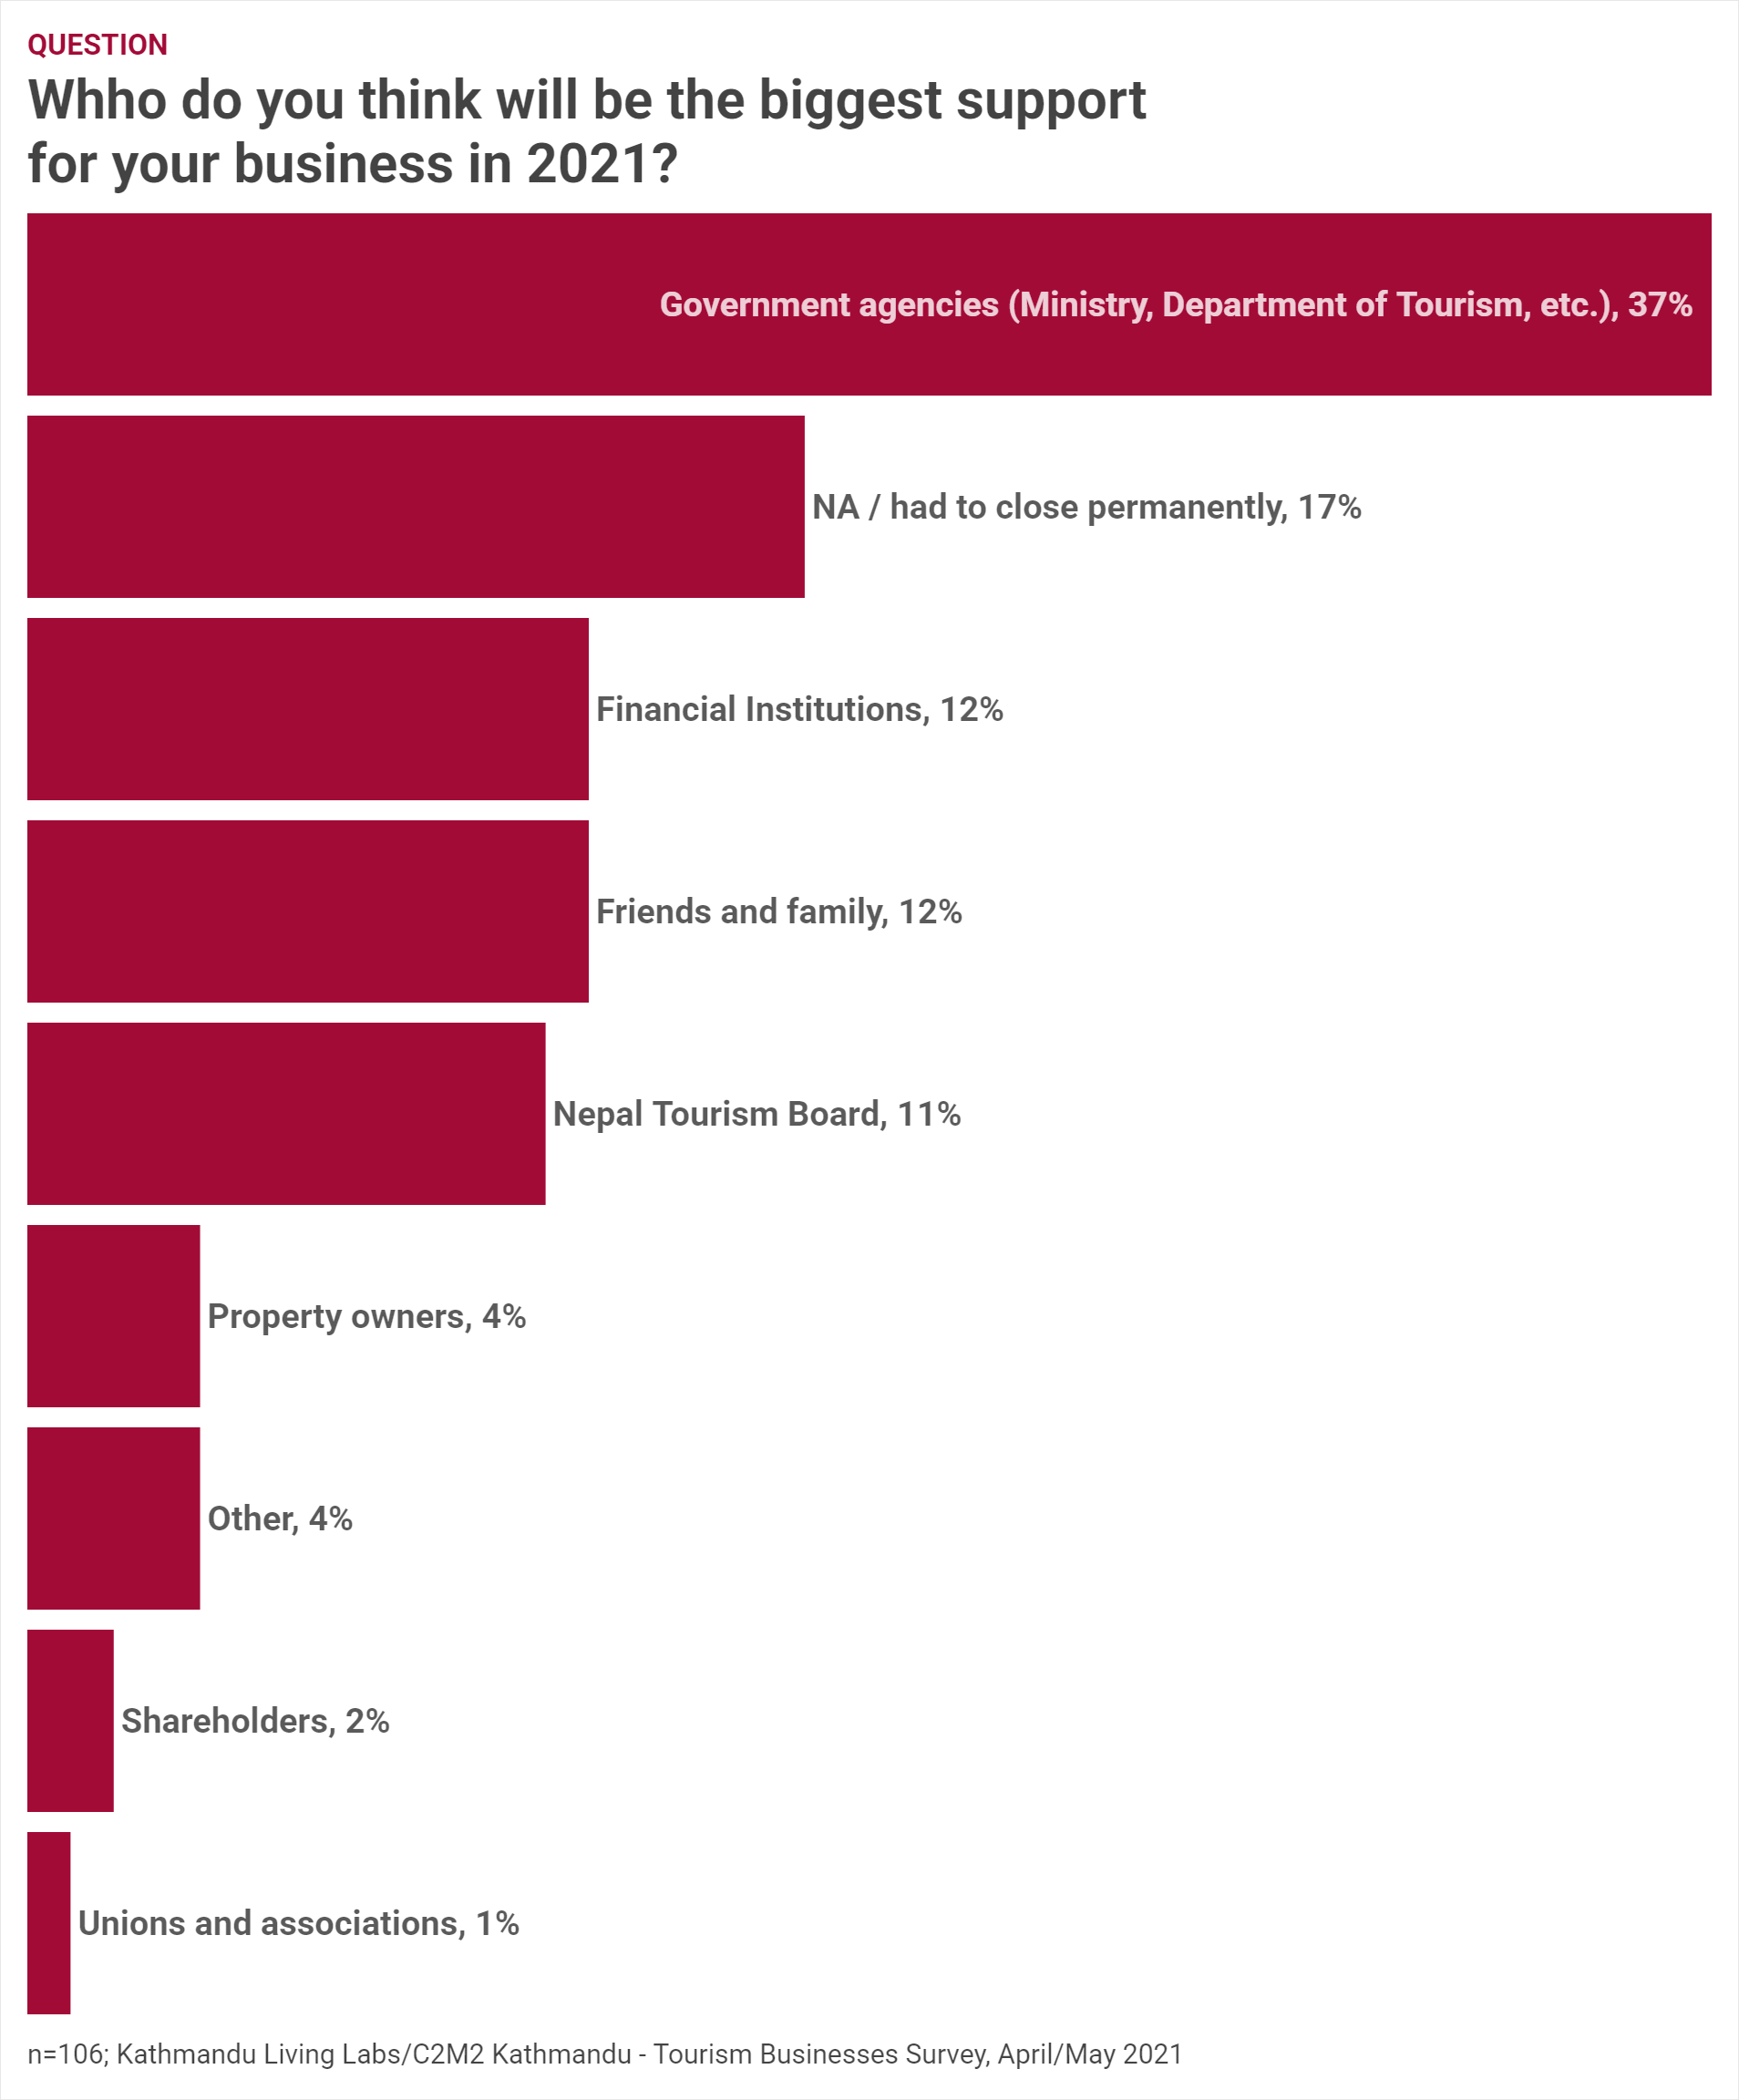 QUESTION
Whho do you think will be the biggest support
for your business in 2021?
Government agencies (Ministry, Department of Tourism, etc.), 37%
NA / had to close permanently, 17%
Financial Institutions, 12%
Friends and family, 12%
Nepal Tourism Board, 11%
Property owners, 4%
Other, 4%
Shareholders, 2%
Unions and associations, 1%
n=106; Kathmandu Living Labs/C2M2 Kathmandu - Tourism Businesses Survey, April/May 2021